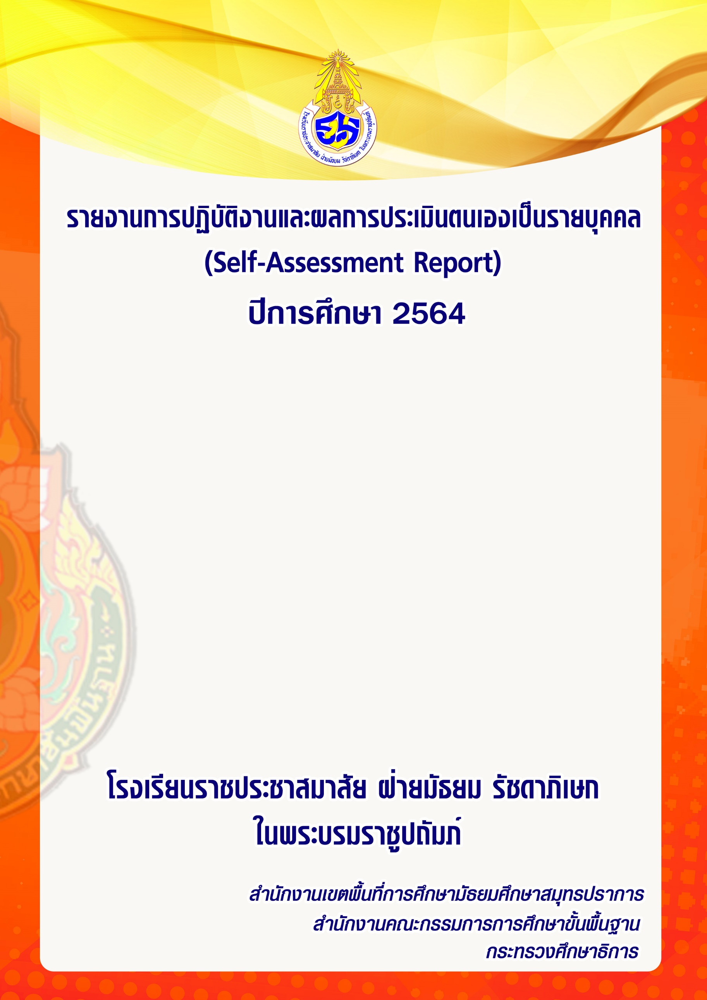 โรงเรียนราชประชาสมาสัย ฝ่ายมัธยม รัชดาภิเษก ในพระบรมราชูปถัมภ์
รายงานการปฏิบัติงานและผลการประเมินตนเองเป็นรายบุคคล
(Self-Assessment Report)
ปีการศึกษา 2564
โรงเรียนราชประชาสมาสัย ฝ่ายมัธยม รัชดาภิเษก
ในพระบรมราชูปถัมภ์
สำนักงานเขตพื้นที่การศึกษามัธยมศึกษาสมุทรปราการ
สำนักงานคณะกรรมการการศึกษาขั้นพื้นฐาน
กระทรวงศึกษาธิการ